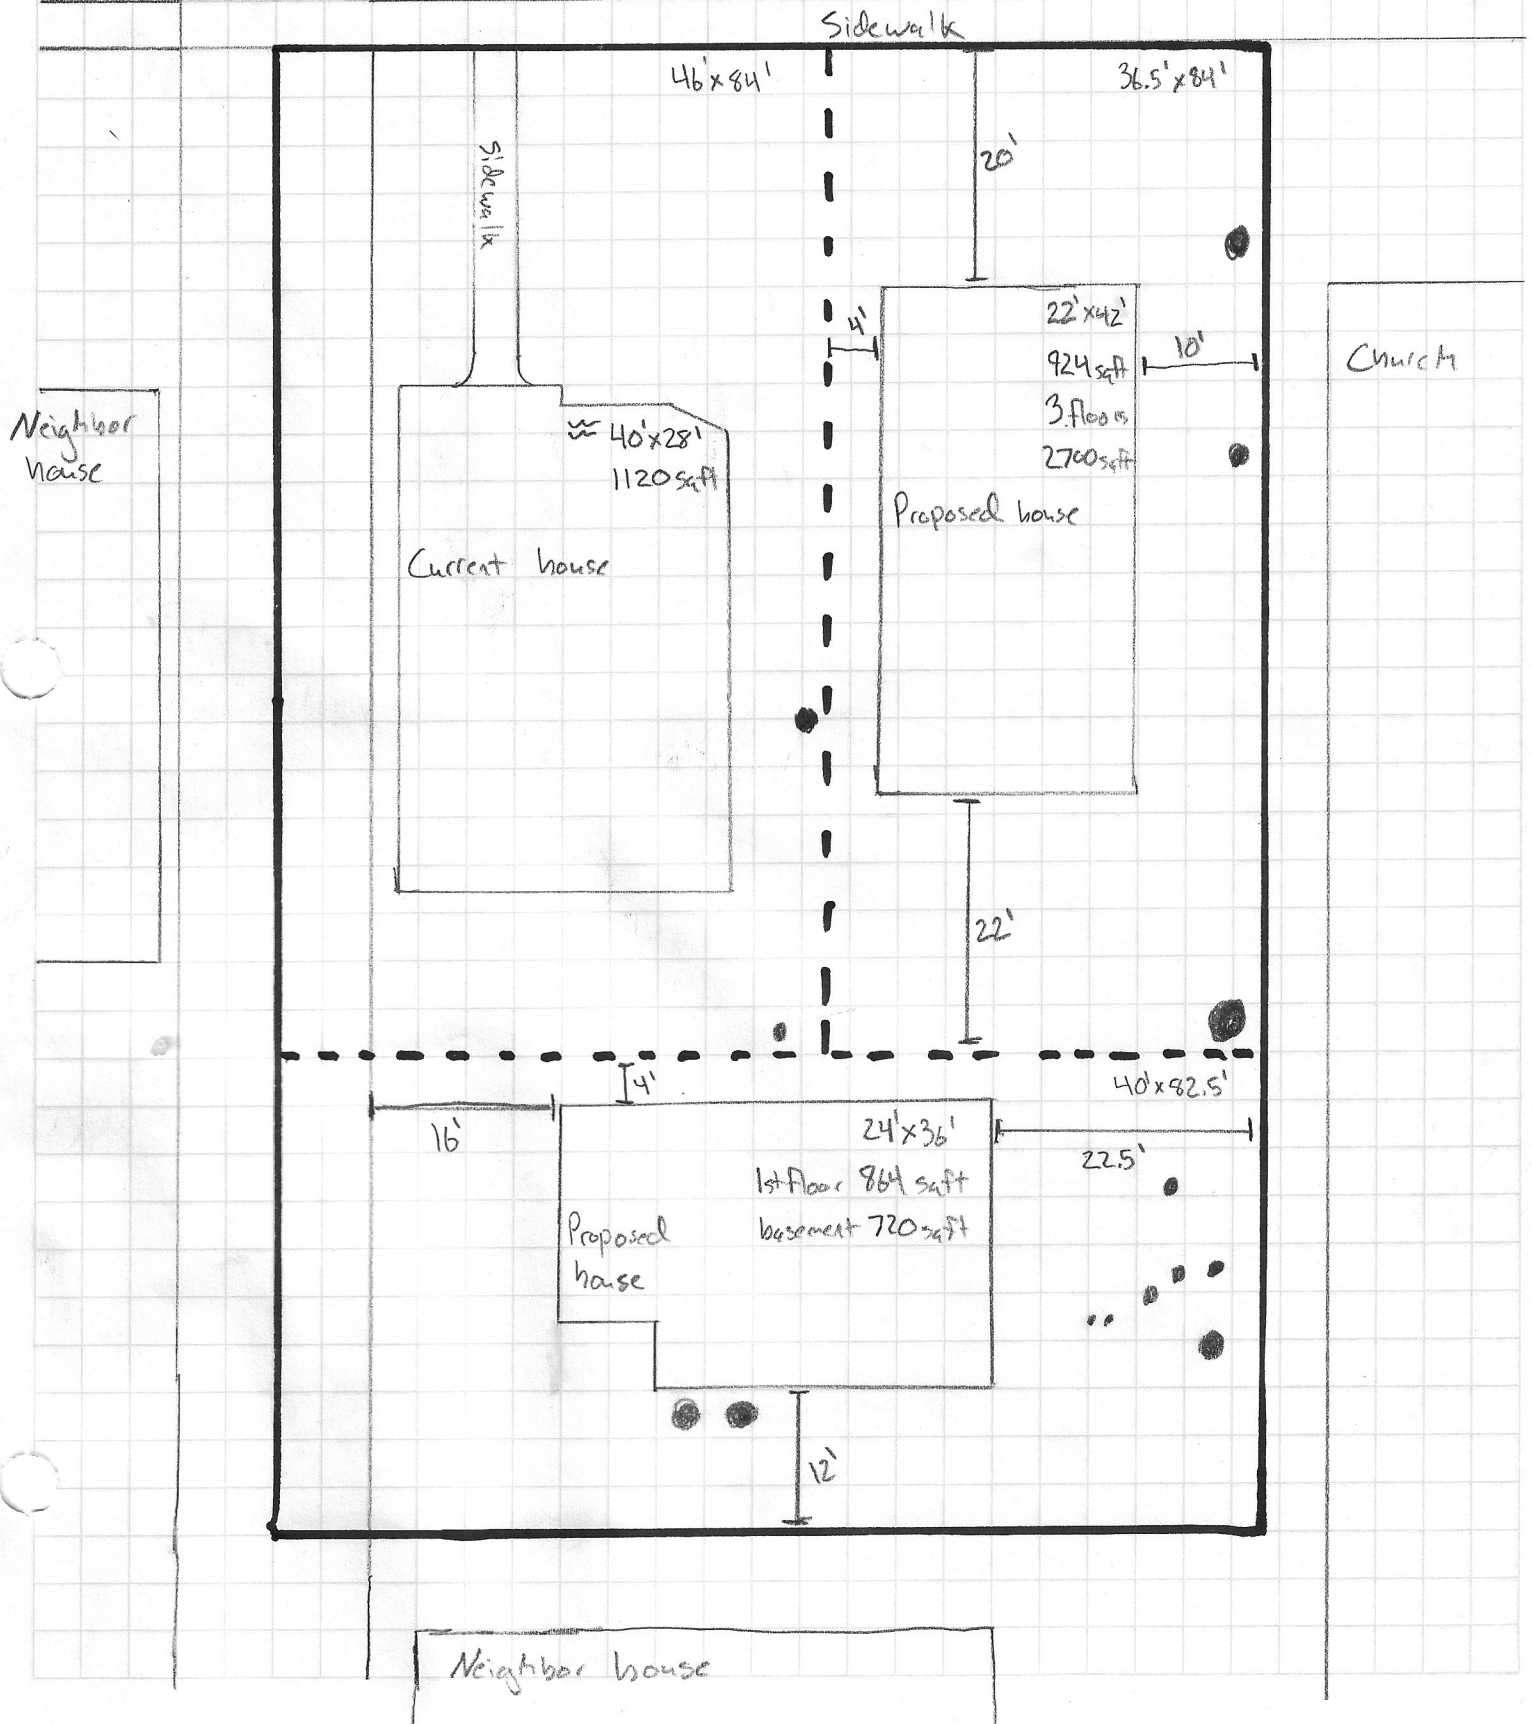 Sidewalk
46'x84'
36.5'x84'
Sidewalk
20'
4'
22'x42'
924 sqft
3 floors
2700 sqft
Proposed house
10'
Church
Neighbor
house
≈ 40'x28'
1120 sqft
Current house
22'
4'
40'x82.5'
16'
24'x36'
1st floor 864 sqft
basement 720 sqft
Proposed
house
22.5'
12'
Neighbor house